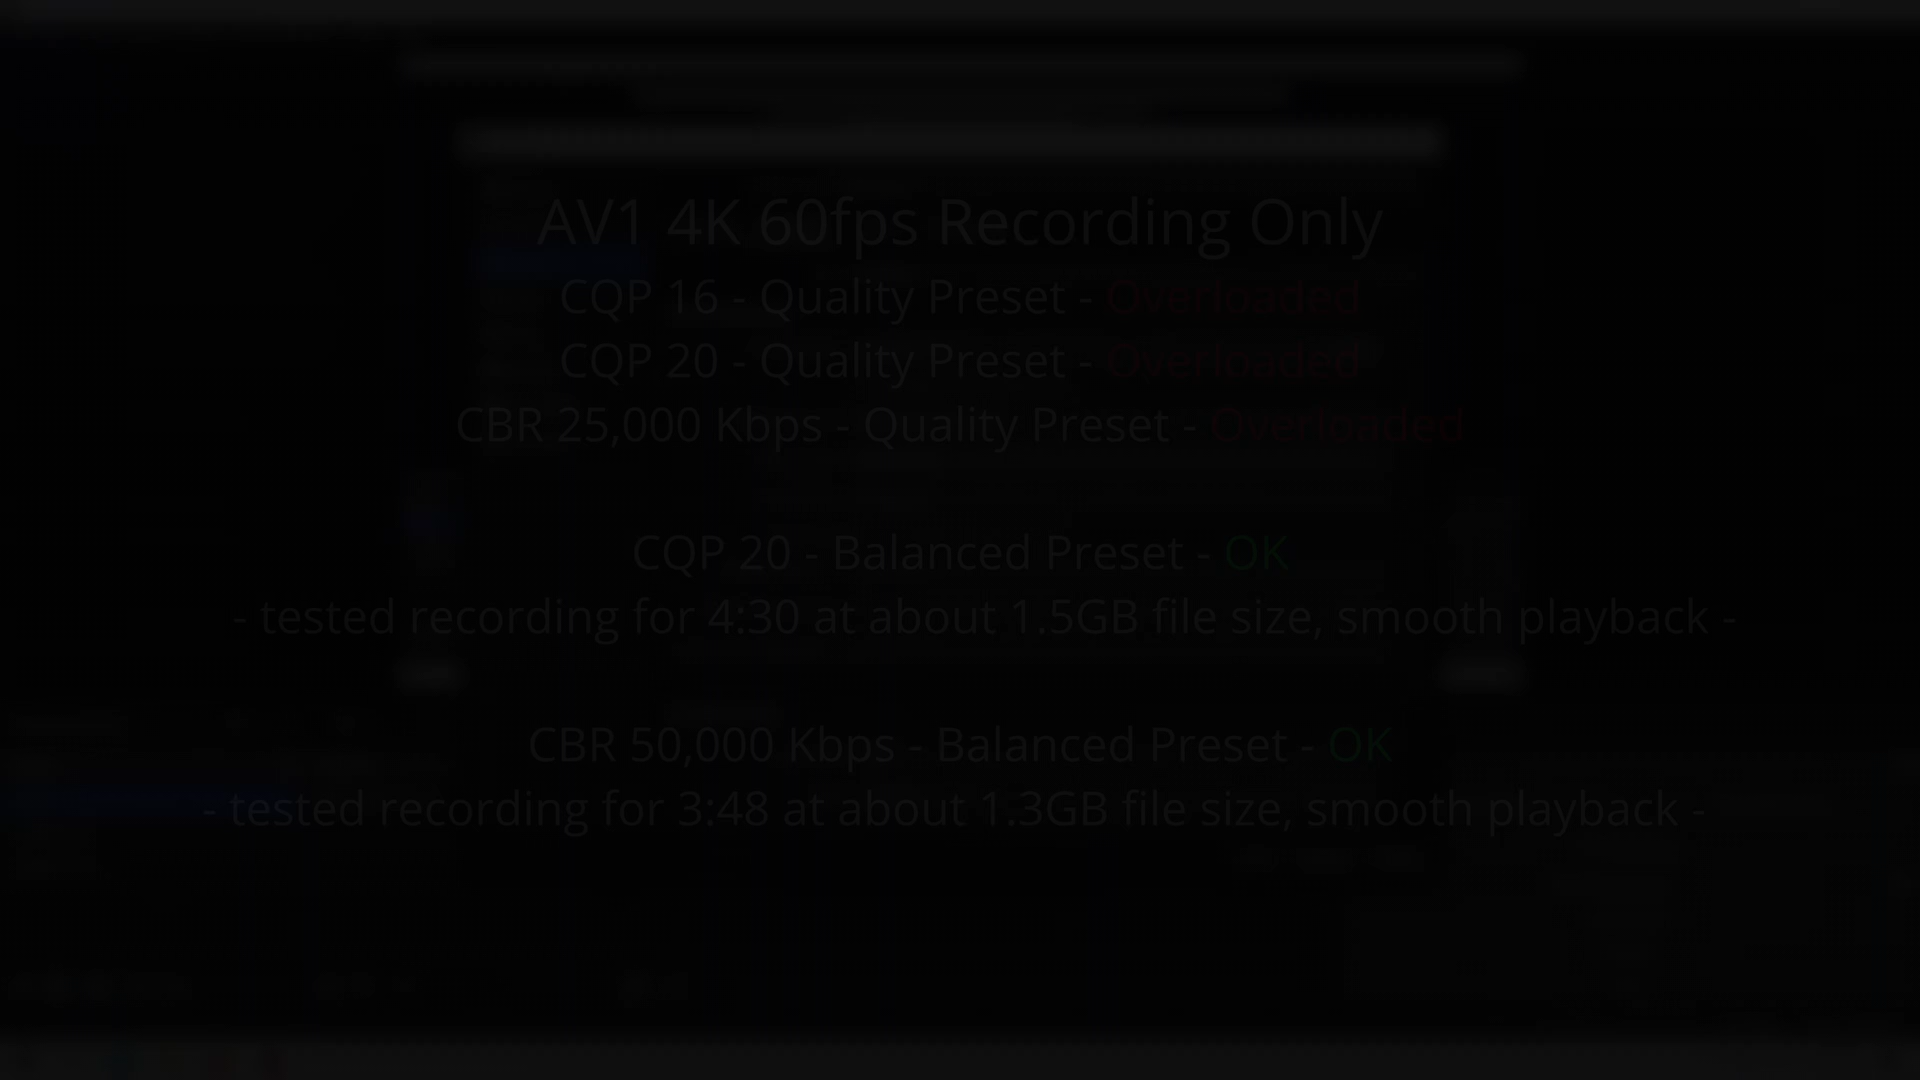 AV1 4K 60fps Recording Only
CQP 16 - Quality Preset - Overloaded
CQP 20 - Quality Preset - Overloaded
CBR 25,000 Kbps - Quality Preset - Overloaded
CQP 20 - Balanced Preset - OK
- tested recording for 4:30 at about 1.5GB file size, smooth playback -
CBR 50,000 Kbps - Balanced Preset - OK
- tested recording for 3:48 at about 1.3GB file size, smooth playback -